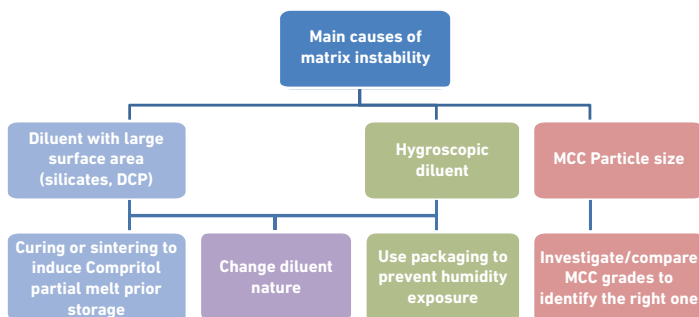 Main causes of
matrix instability
Diluent with large
surface area
(silicates, DCP)
Hygroscopic
diluent
MCC Particle size
Curing or sintering to
induce Compritol
partial melt prior
storage
Change diluent
nature
Use packaging to
prevent humidity
exposure
Investigate/compare
MCC grades to
identify the right one